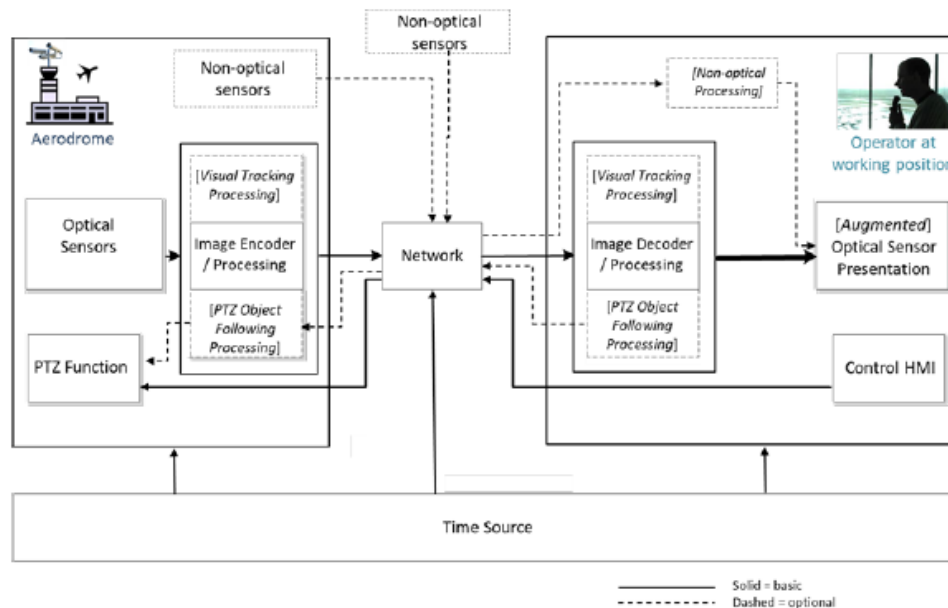 Non-optical
sensors
Non-optical
sensors
Aerodrome
[Non-optical
Processing]
Operator at
working position
[Visual Tracking
Processing]
[Visual Tracking
Processing]
Optical
Sensors
Image Encoder
/ Processing
Network
Image Decoder
/ Processing
[Augmented]
Optical Sensor
Presentation
[PTZ Object
Following
Processing]
[PTZ Object
Following
Processing]
PTZ Function
Control HMI
Time Source
Solid = basic
Dashed = optional